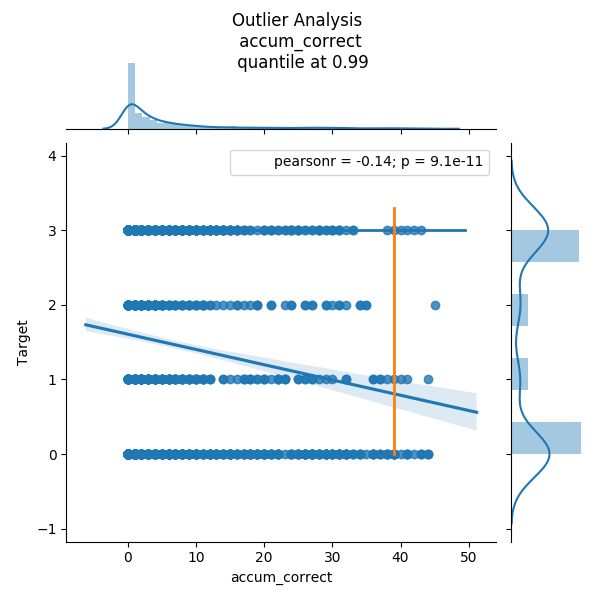 Outlier Analysis
accum_correct
quantile at 0.99
pearsonr = -0.14; p = 9.1e-11
4
3
2
1
0
−1
Target
0 10 20 30 40 50
accum_correct